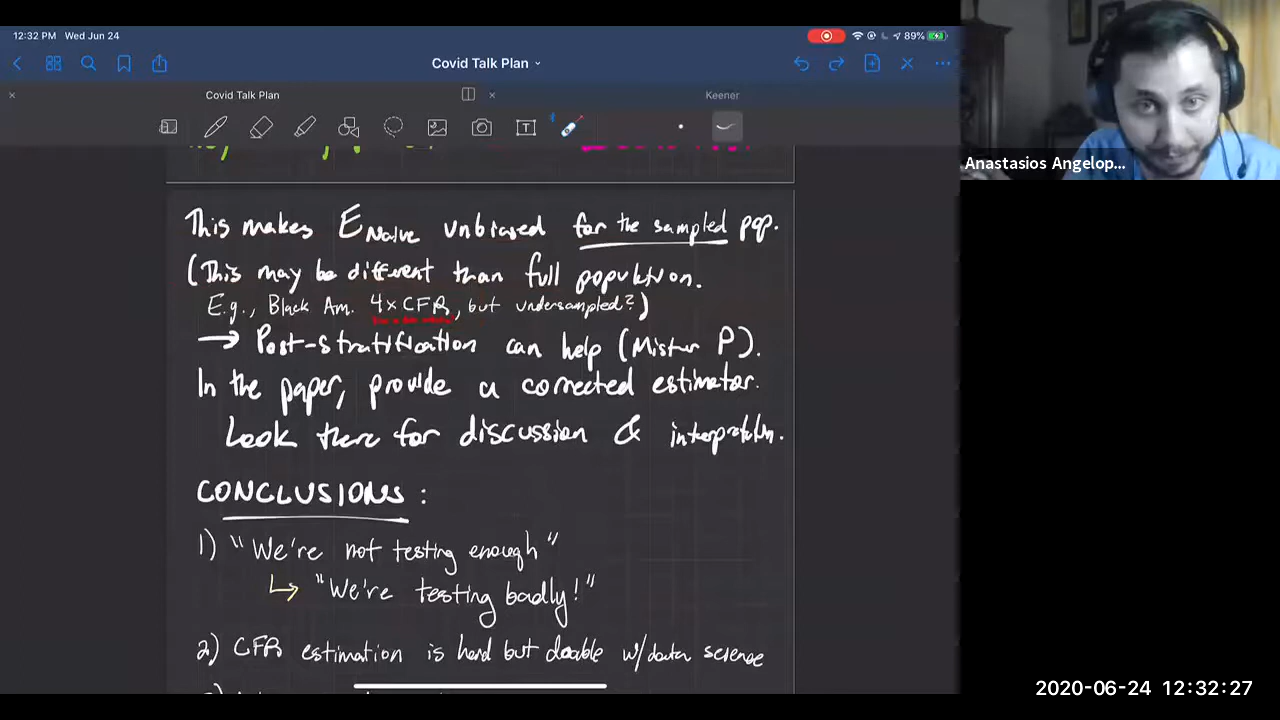 12:32 PM Wed Jun 24
89%
Covid Talk Plan
Covid Talk Plan
Keener
T
Anastasios Angelop...
This makes E Naive unbiased for the sampled pop.
(This may be different than full population.
E.g., Black Am. 4xCFR, but undersampled?)
→ Post-stratification can help (Mister P).
In the paper, provide a corrected estimator.
Look there for discussion & interpretation.
CONCLUSIONS:
1) "We're not testing enough"
↳ "We're testing badly!"
2) CFR estimation is hard but doable w/ data science
2020-06-24 12:32:27